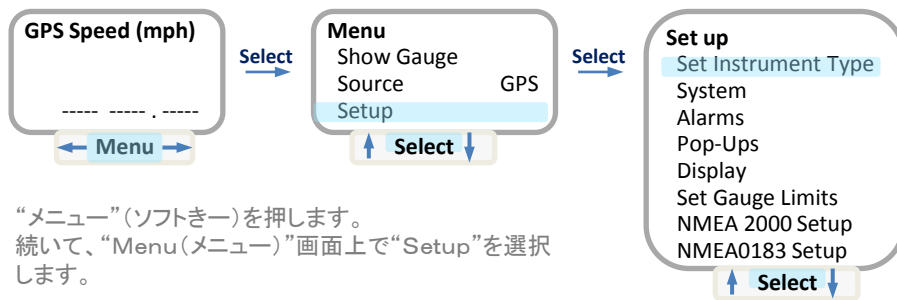 GPS Speed (mph)
----- ----- . -----
Menu
Select
Menu
Show Gauge
Source GPS
Setup
Select
Select
Set up
Set Instrument Type
System
Alarms
Pop-Ups
Display
Set Gauge Limits
NMEA 2000 Setup
NMEA0183 Setup
Select
“メニュー”(ソフトキー)を押します。
続いて、“Menu(メニュー)”画面上で“Setup”を選択
します。